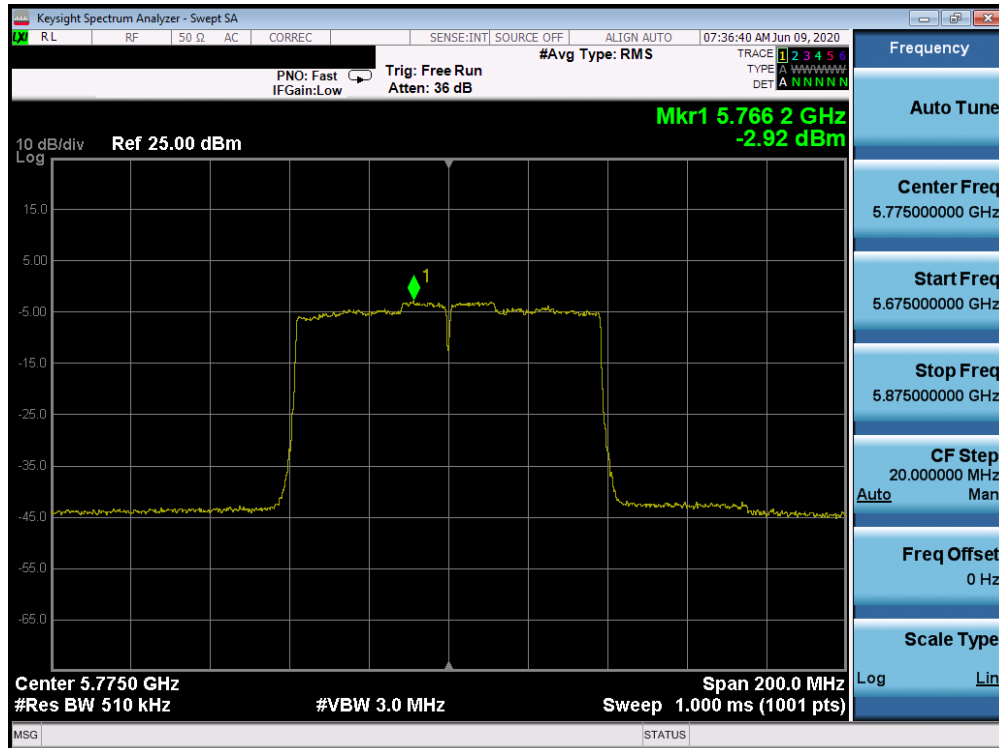 Keysight Spectrum Analyzer - Swept SA
LXI RL RF 50 Ω AC CORREC SENSE:INT SOURCE OFF ALIGN AUTO 07:36:40 AM Jun 09, 2020
#Avg Type: RMS
TRACE 1 2 3 4 5 6
TYPE A WWWWW
DET A N N N N N
PNO: Fast
IFGain:Low
Trig: Free Run
Atten: 36 dB
Mkr1 5.766 2 GHz
-2.92 dBm
10 dB/div Ref 25.00 dBm
Log
15.0
5.00
-5.00
-15.0
-25.0
-35.0
-45.0
-55.0
-65.0
1
Center 5.7750 GHz Span 200.0 MHz
#Res BW 510 kHz #VBW 3.0 MHz Sweep 1.000 ms (1001 pts)
MSG STATUS
Frequency
Auto Tune
Center Freq
5.775000000 GHz
Start Freq
5.675000000 GHz
Stop Freq
5.875000000 GHz
CF Step
20.000000 MHz
Auto Man
Freq Offset
0 Hz
Scale Type
Log Lin